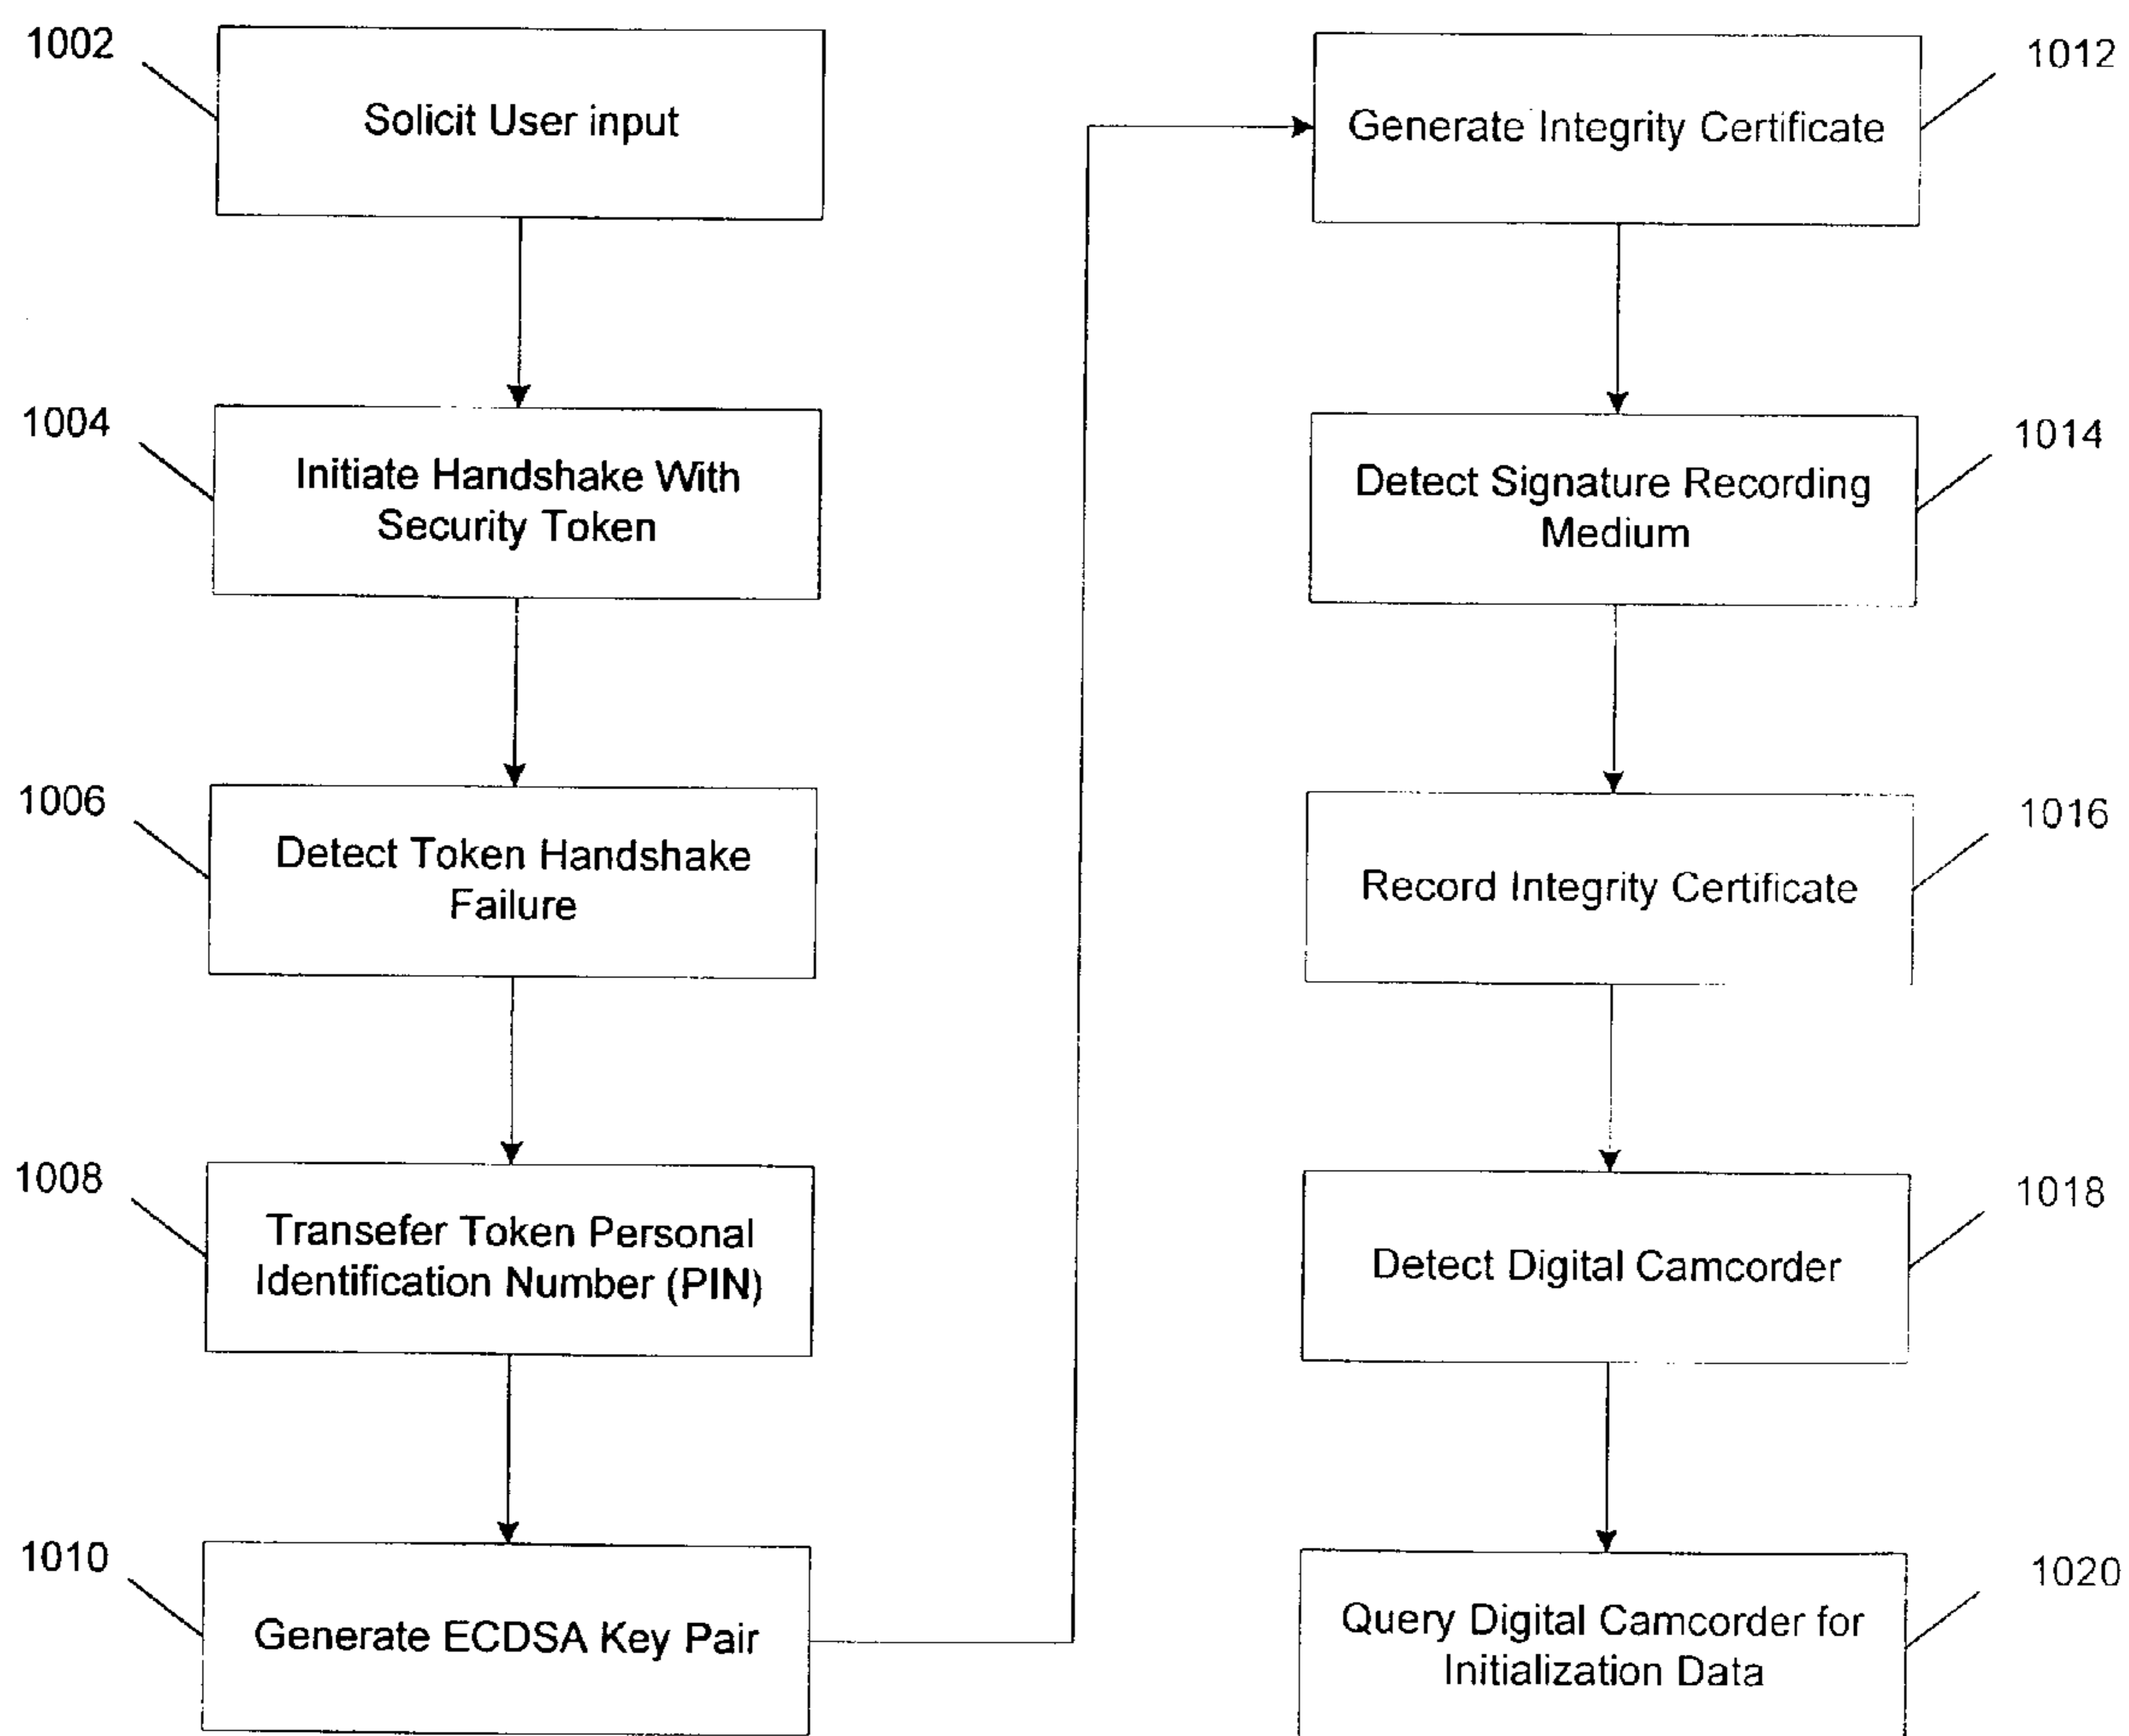 1002
Solicit User input
1004
Initiate Handshake With
Security Token
1006
Detect Token Handshake
Failure
1008
Transefer Token Personal
Identification Number (PIN)
1010
Generate ECDSA Key Pair
1012
Generate Integrity Certificate
1014
Detect Signature Recording
Medium
1016
Record Integrity Certificate
1018
Detect Digital Camcorder
1020
Query Digital Camcorder for
Initialization Data